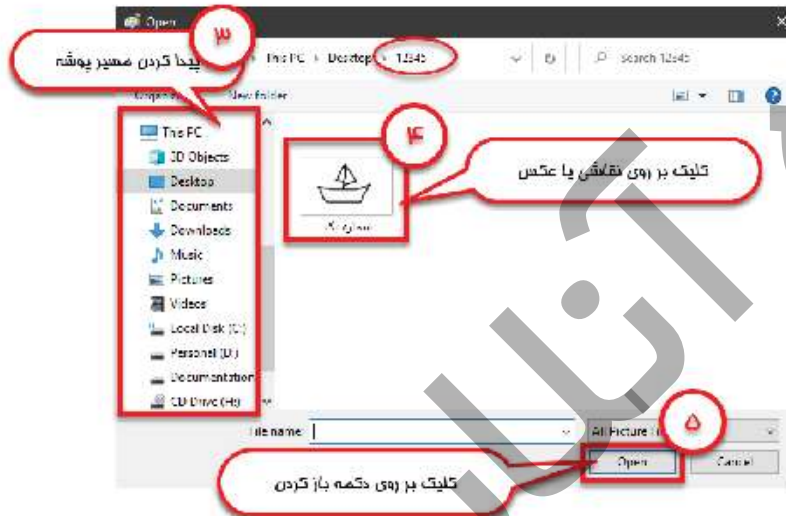 Open
۳
پیدا کردن مسیر پوشه
This PC › Desktop › 12345
Search 12345
New folder
This PC
3D Objects
Desktop
Documents
Downloads
Music
Pictures
Videos
Local Disk (C:)
Personal (D:)
Documentation
CD Drive (H:)
۴
کلیک بر روی نقاشی یا عکس
File name:
All Picture
۵
Open
Cancel
کلیک بر روی دکمه باز کردن